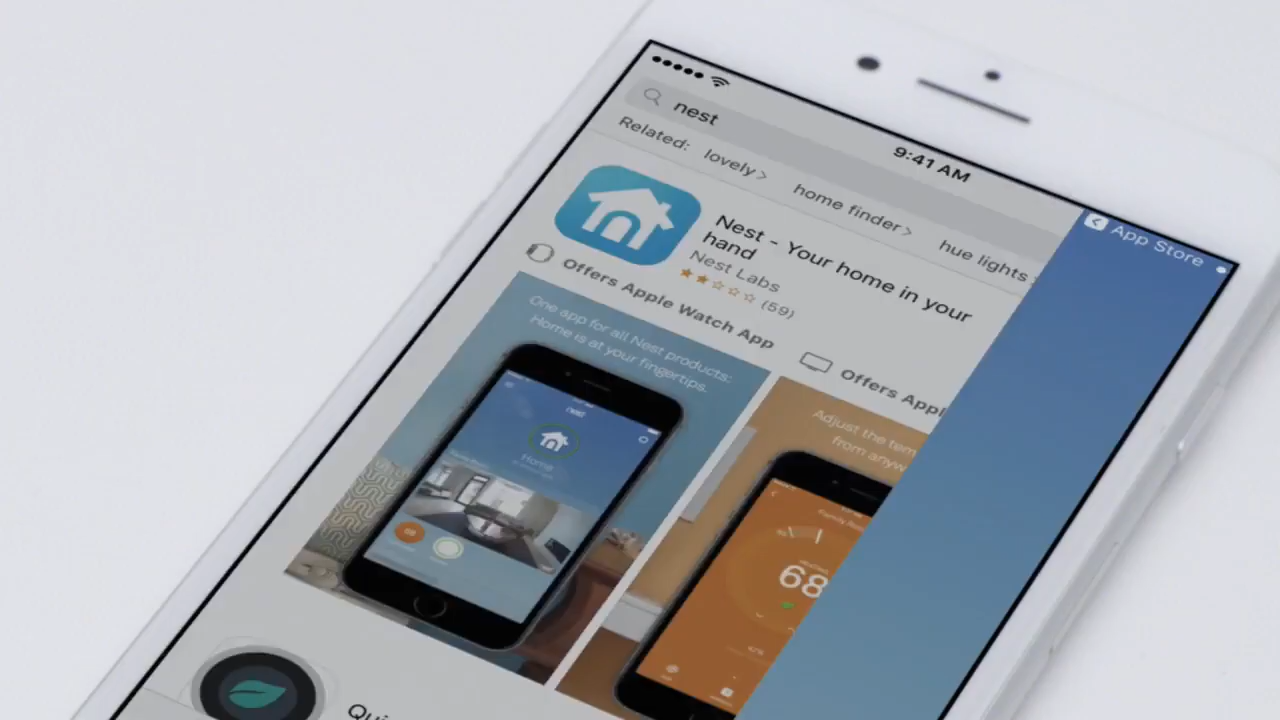 nest
9:41 AM
Related:
lovely >
home finder >
hue lights >
App Store
Nest - Your home in your
hand
Nest Labs
(59)
Offers Apple Watch App
Offers Appl
One app for all Nest products:
Home is at your fingertips.
nest
Home
Adjust the tem
from anyw
68
Qui